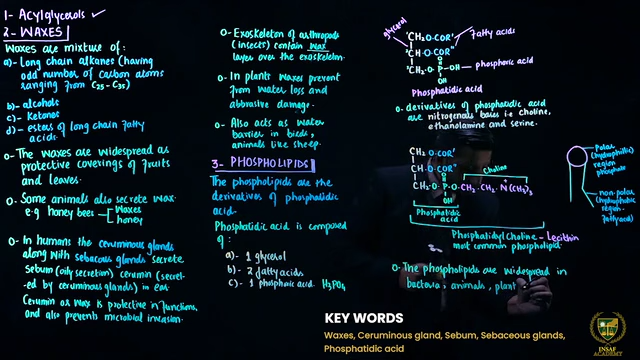 1- Acylglycerols ✓
2- WAXES
Waxes are mixture of:
a)- Long chain alkanes (having
odd number of Carbon atoms
ranging from C25-C35)
b)- alcohols
c)- Ketones
d)- esters of long chain fatty
acids
o- The waxes are widespread as
protective coverings of fruits
and leaves.
o- Some animals also secrete wax
e.g honey bees
Waxes
honey
o- In humans the ceruminous glands
along with sebaceous glands secrete
Sebum (oily secretion) cerumin (secret-
ed by ceruminous glands) in ear.
Cerumin or wax is protective in functions
and also prevents microbial invasion.
o- Exoskeleton of arthropods
(insects) contain wax
layer over the exoskeleton.
o- In plants waxes prevent
from water loss and
abbrasive damage.
o- Also acts as water
barrier in birds,
animals like sheep.
3- PHOSPHOLIPIDS
The phospholipids are the
derivatives of phosphatidic
acid.
Phosphatidic acid is composed
of:
a)- 1 glycerol
b)- 2 fatty acids
c)- 1 phosphoric acid H3PO4
glycerol
fatty acids
CH2O-COR'
CH-O-COR"
CH2O-P-OH
OH
phosphoric acid
Phosphatidic acid
o- derivatives of phosphatidic acid
are nitrogenous bases i.e choline,
ethanolamine and serine.
CH2 O-COR'
CH-O-COR"
CH2-O-P-O-CH2-CH2-N(CH3)3
OH
Choline
Phosphatidic
acid
Phosphatidylcholine - Lecithin
most common phospholipid.
Polar
(hydrophilic)
region
phosphate
non-polar
(hydrophobic
region
fatty acid)
o- The phospholipids are widespread in
bacteria, animals, plant
KEY WORDS
Waxes, Ceruminous gland, Sebum, Sebaceous glands,
Phosphatidic acid
INSAF
ACADEMY